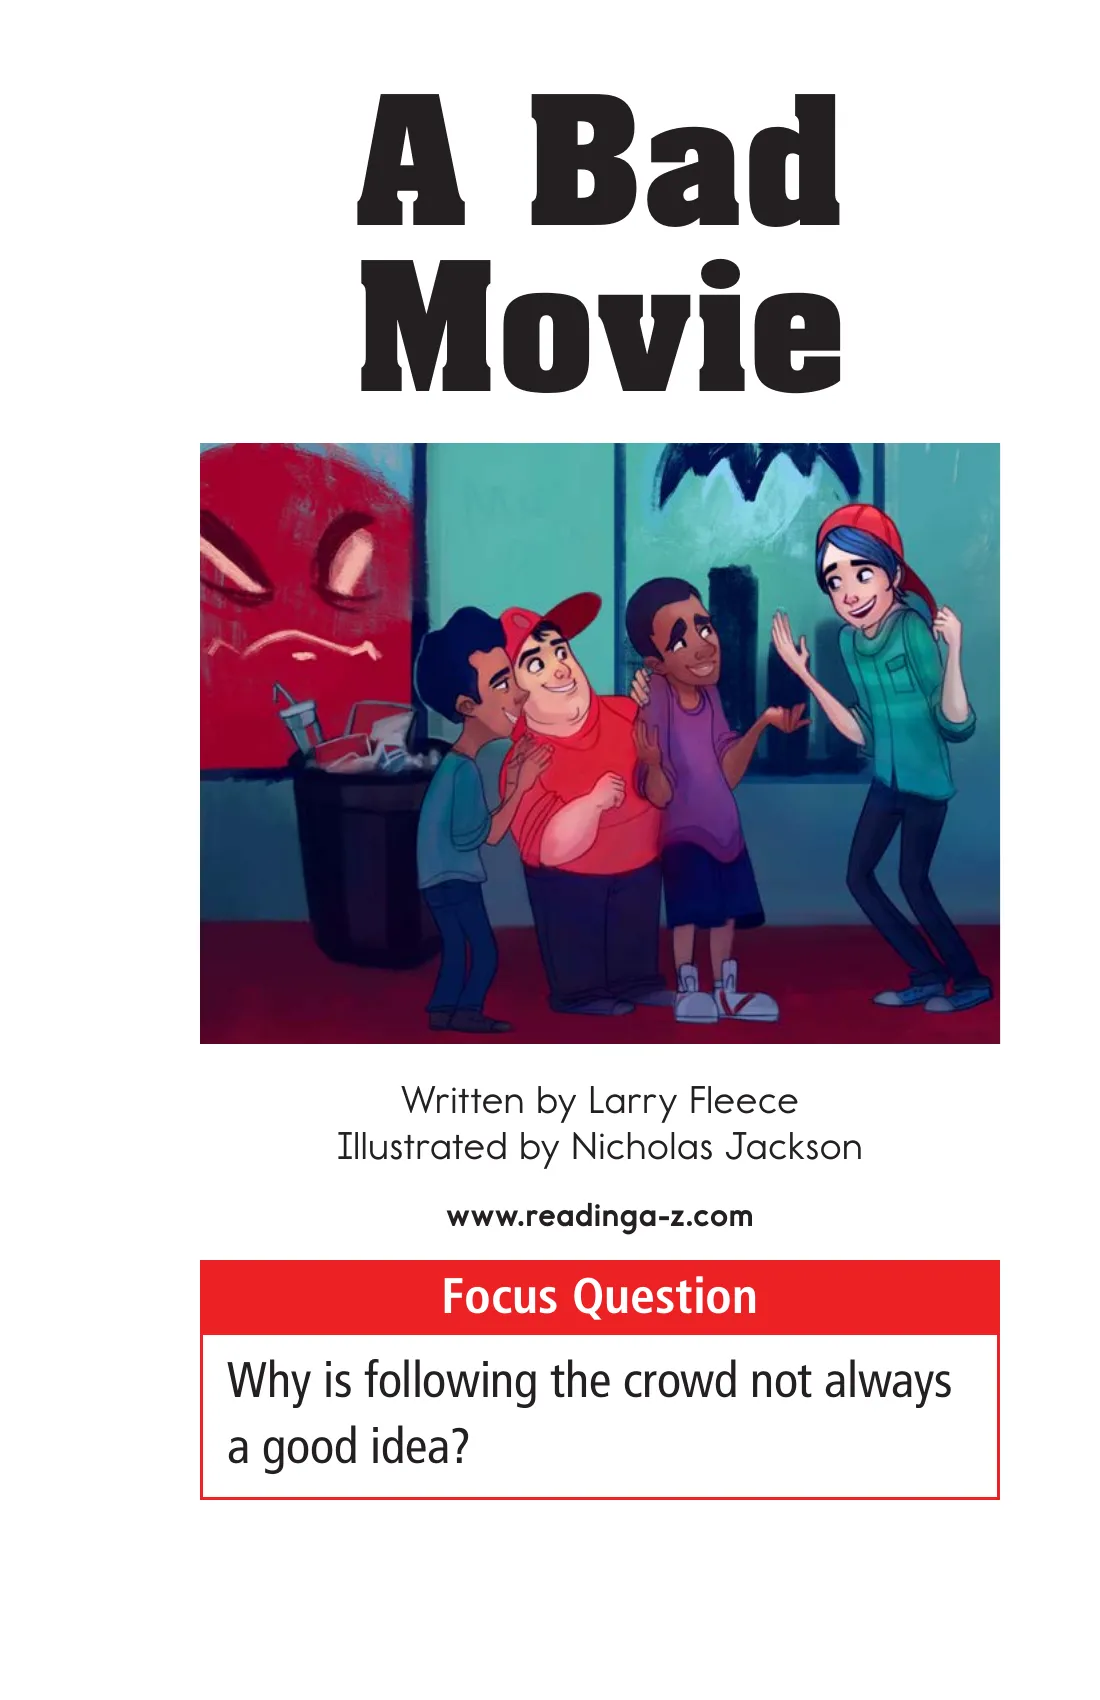 A Bad
Movie
Written by Larry Fleece
Illustrated by Nicholas Jackson
www.readinga-z.com
Focus Question
Why is following the crowd not always
a good idea?